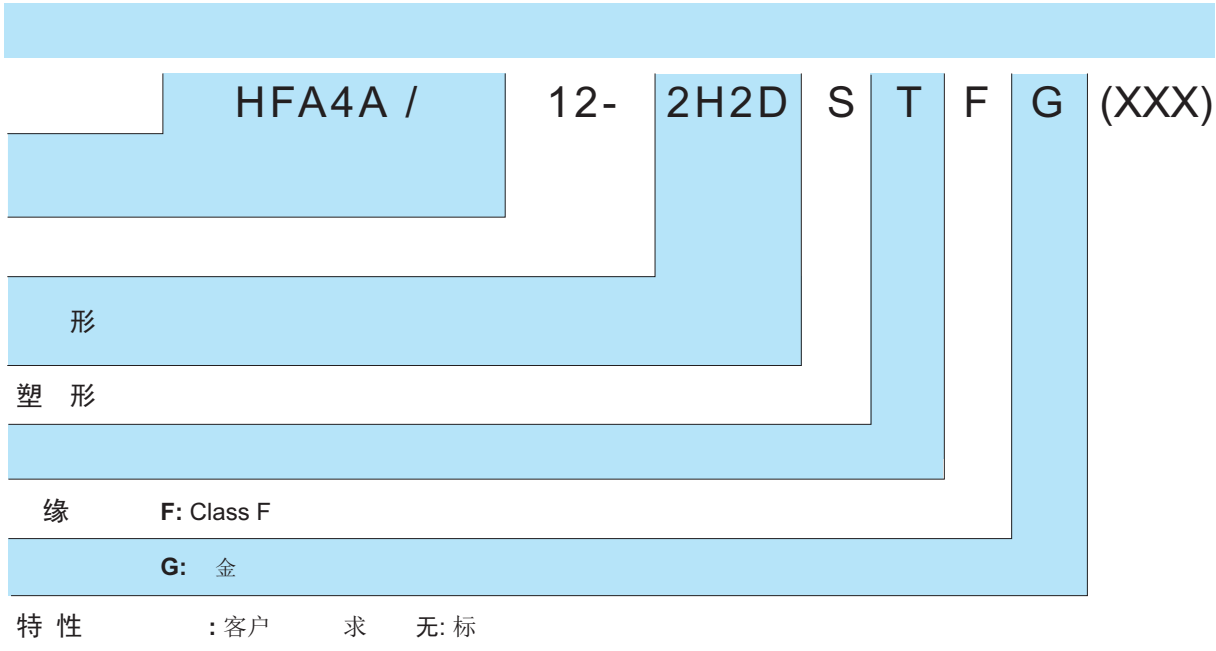 HFA4A / 12- 2H2D S T F G (XXX)
形
塑 形
缘 F: Class F
G: 金
特 性 : 客户 求 无: 标